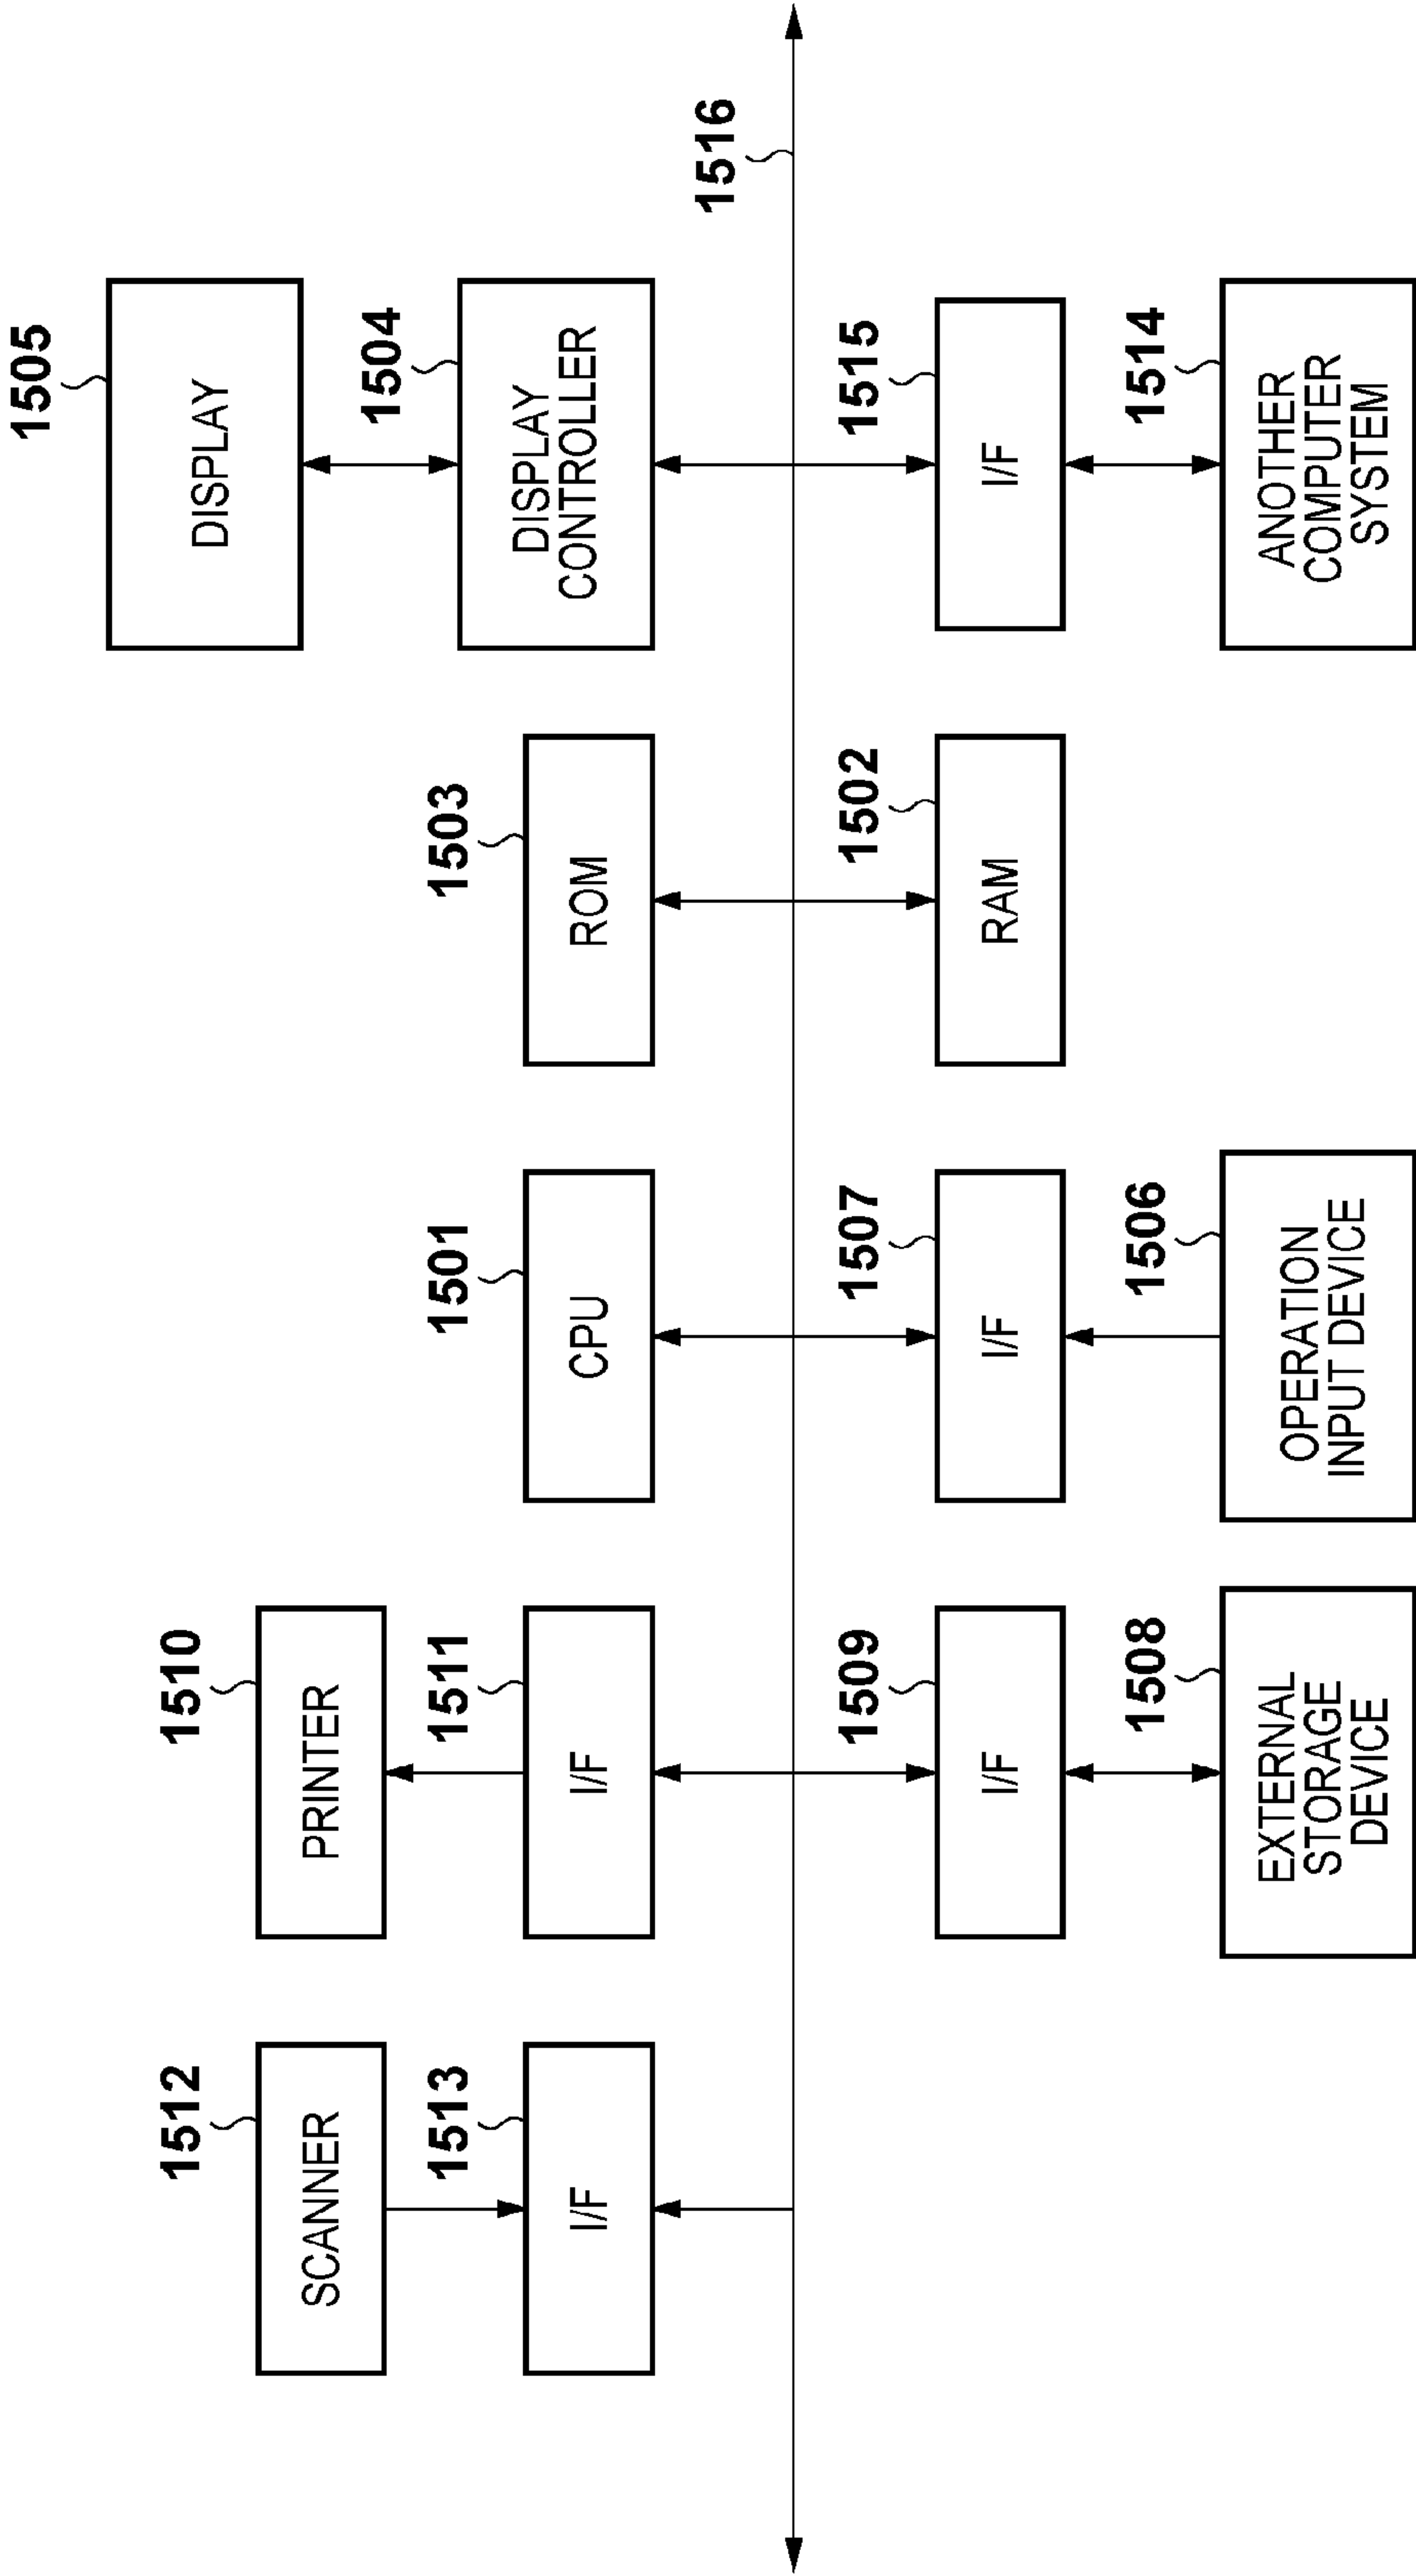 1512
SCANNER
1513
I/F
1510
PRINTER
1511
I/F
1501
CPU
1503
ROM
1505
DISPLAY
1504
DISPLAY
CONTROLLER
1516
1509
I/F
1508
EXTERNAL
STORAGE
DEVICE
1507
I/F
1506
OPERATION
INPUT DEVICE
1502
RAM
1515
I/F
1514
ANOTHER
COMPUTER
SYSTEM